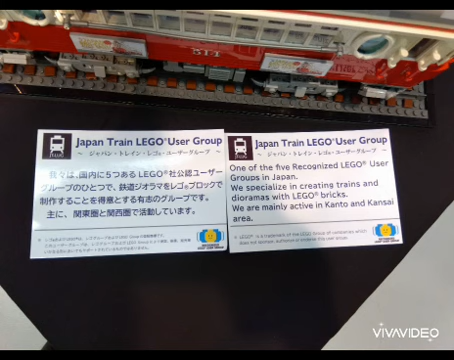 511
Japan Train LEGO® User Group
～ ジャパン・トレイン・レゴ®・ユーザーグループ ～
我々は、国内に5つある LEGO® 社公認ユーザー
グループのひとつで、鉄道ジオラマをレゴ®ブロックで
制作することを得意とする有志のグループです。
主に、関東圏と関西圏で活動しています。
Japan Train LEGO® User Group
～ ジャパン・トレイン・レゴ®・ユーザーグループ ～
One of the five Recognized LEGO® User
Groups in Japan.
We specialize in creating trains and
dioramas with LEGO® bricks.
We are mainly active in Kanto and Kansai
area.
VIVAVIDEO